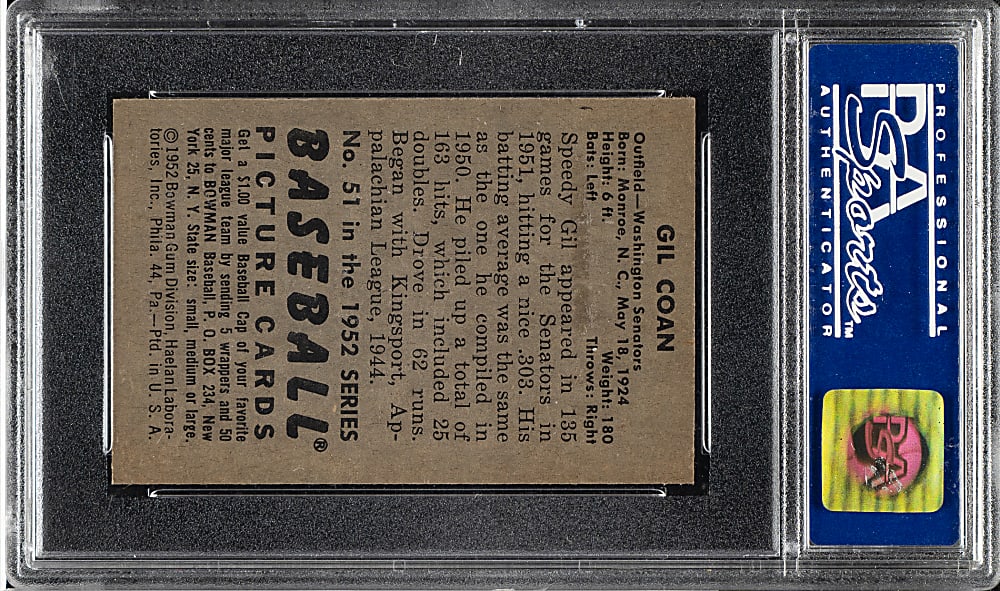 GIL COAN
Outfield—Washington Senators
Born: Monroe, N. C., May 18, 1924
Height: 6 ft. Weight: 180
Bats: Left Throws: Right
Speedy Gil appeared in 135
games for the Senators in
1951, hitting a nice .303. His
batting average was the same
as the one he compiled in
1950. He piled up a total of
163 hits, which included 25
doubles. Drove in 62 runs.
Began with Kingsport, Ap-
palachian League, 1944.
No. 51 in the 1952 SERIES
BASEBALL®
PICTURE CARDS
Get a $1.00 value Baseball Cap of your favorite
major league team by sending 5 wrappers and 50
cents to BOWMAN Baseball, P. O. BOX 234, New
York 25, N. Y. State size: small, medium or large.
©1952 Bowman Gum Division, Haelan Labora-
tories, Inc., Phila. 44, Pa.—Ptd. in U. S. A.
PROFESSIONAL
PSA
Sports™
AUTHENTICATOR
PSA